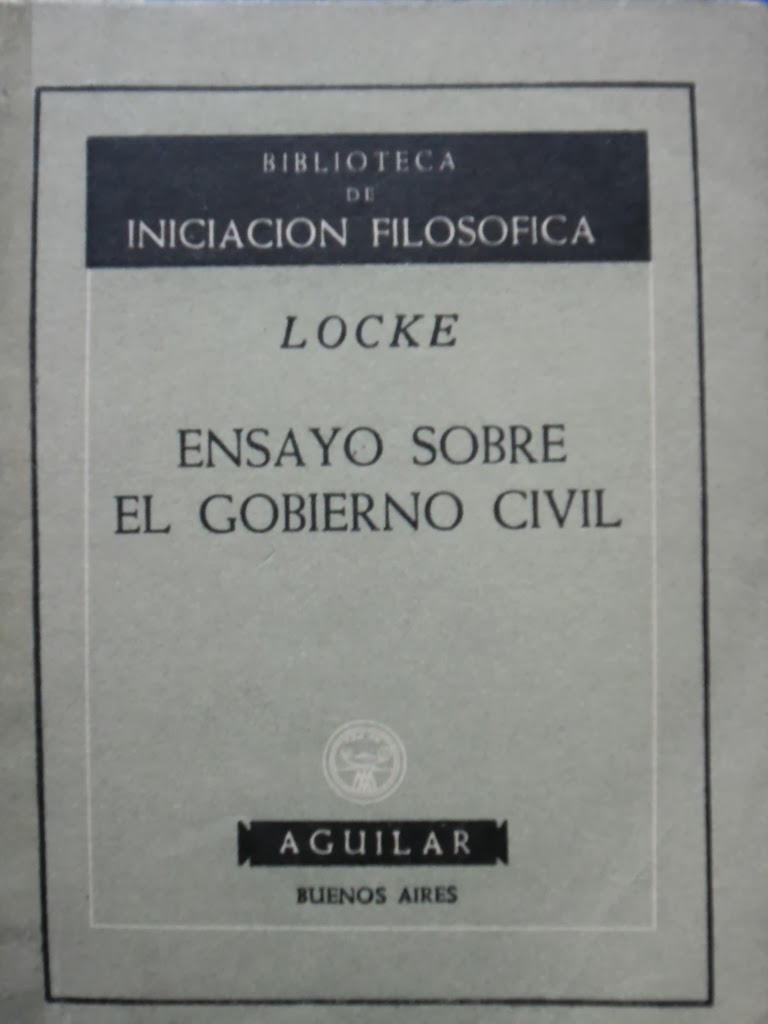 BIBLIOTECA
DE
INICIACION FILOSOFICA
LOCKE
ENSAYO SOBRE
EL GOBIERNO CIVIL
AGUILAR
BUENOS AIRES